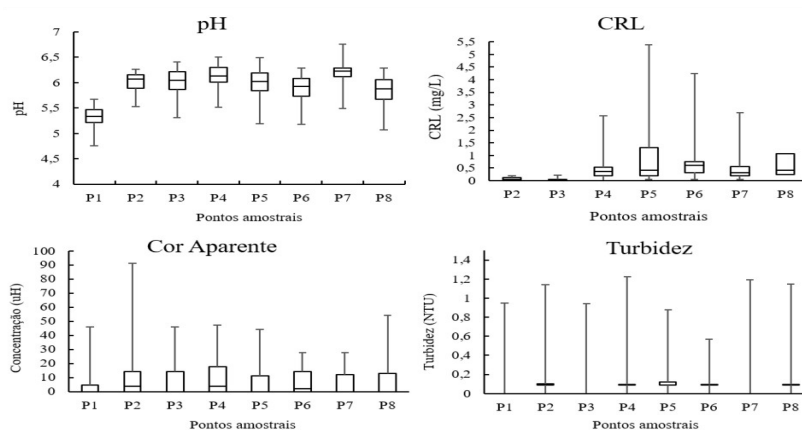 pH
7
6,5
6
5,5
5
4,5
4
pH
P1 P2 P3 P4 P5 P6 P7 P8
Pontos amostrais
CRL
5,5
5
4,5
4
3,5
3
2,5
2
1,5
1
0,5
0
CRL (mg/L)
P2 P3 P4 P5 P6 P7 P8
Pontos amostrais
Cor Aparente
100
90
80
70
60
50
40
30
20
10
0
Concentração (uH)
P1 P2 P3 P4 P5 P6 P7 P8
Pontos amostrais
Turbidez
1,4
1,2
1
0,8
0,6
0,4
0,2
0
Turbidez (NTU)
P1 P2 P3 P4 P5 P6 P7 P8
Pontos amostrais